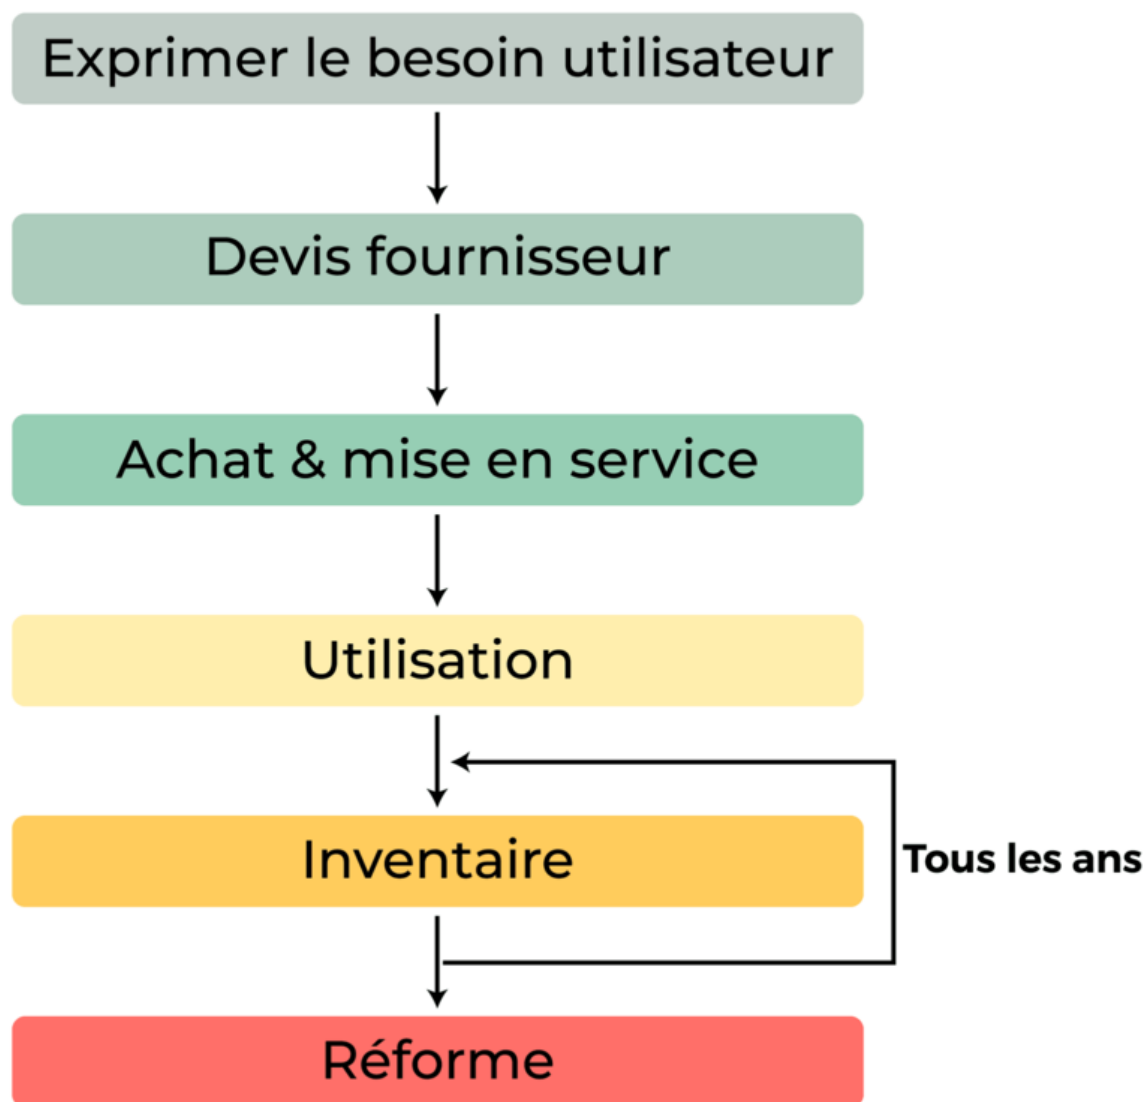 Exprimer le besoin utilisateur
Devis fournisseur
Achat & mise en service
Utilisation
Inventaire
Tous les ans
Réforme